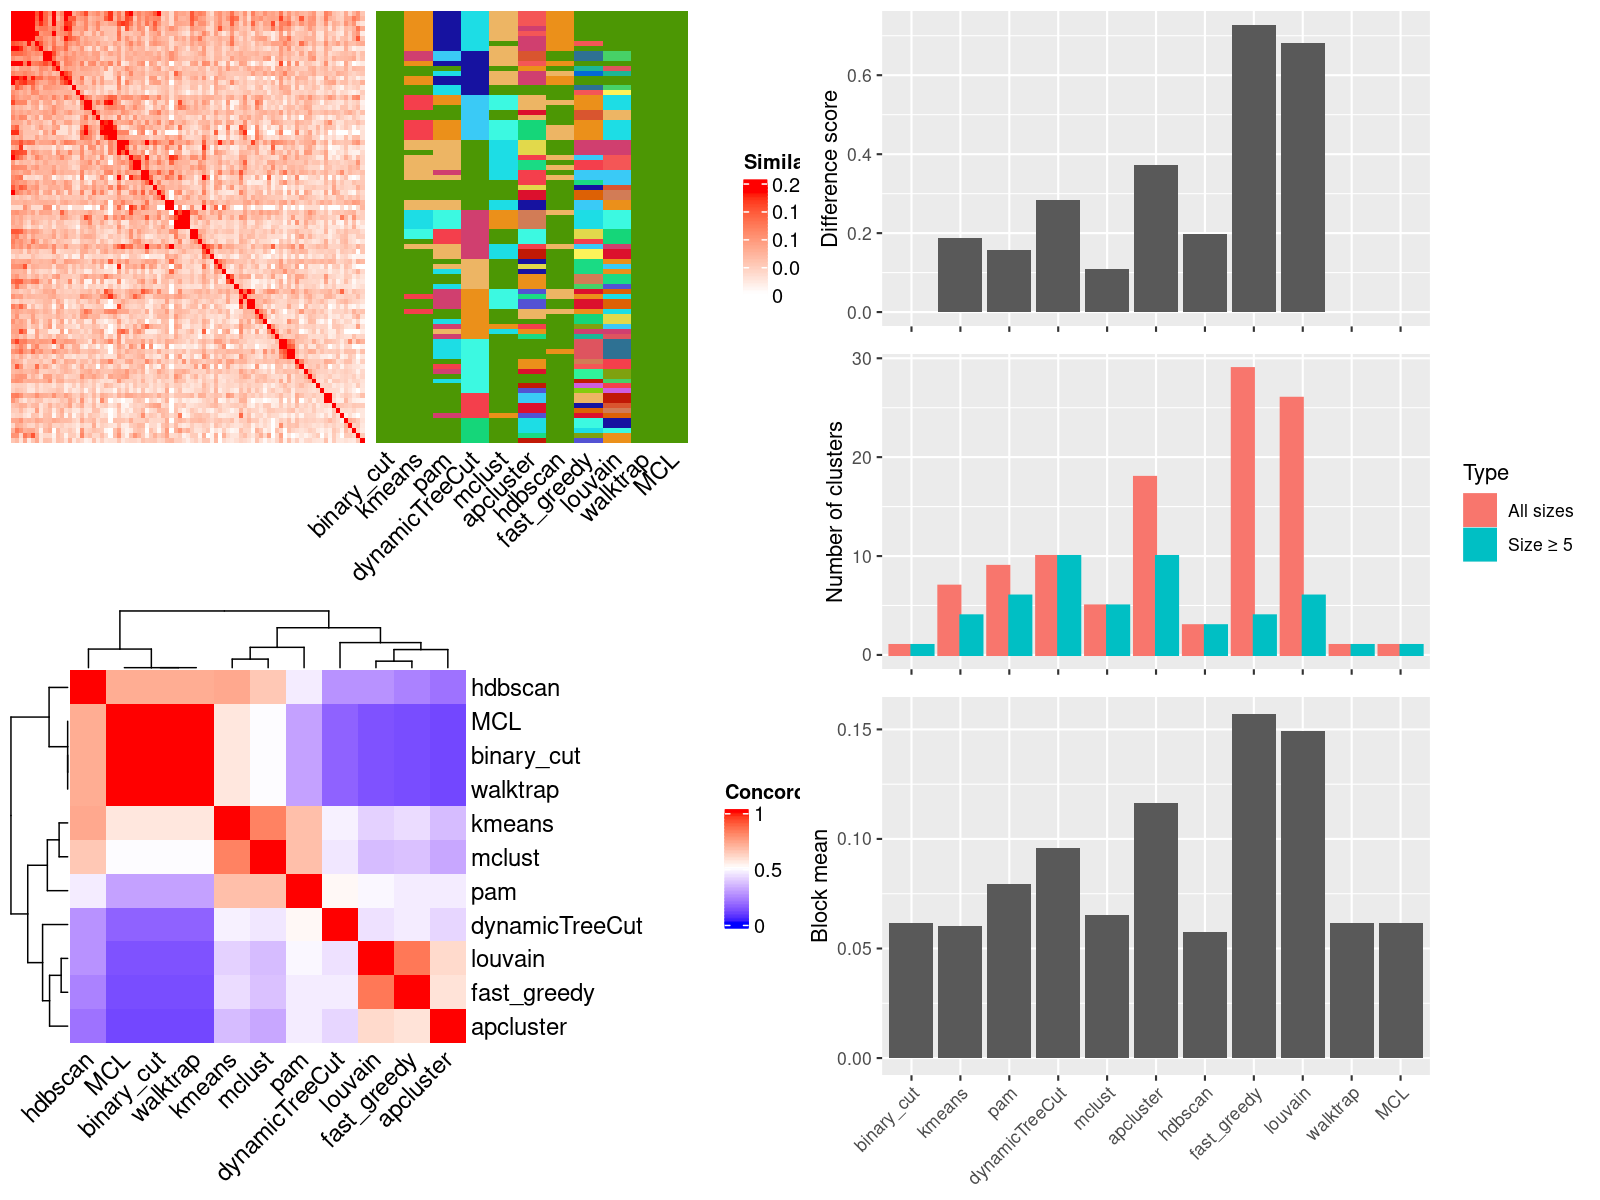 Simila
0.2
0.1
0.1
0.0
0
binary_cut
kmeans
pam
dynamicTreeCut
mclust
apcluster
hdbscan
fast_greedy
louvain
walktrap
MCL
hdbscan
MCL
binary_cut
walktrap
kmeans
mclust
pam
dynamicTreeCut
louvain
fast_greedy
apcluster
Concord
1
0.5
0
hdbscan
MCL
binary_cut
walktrap
kmeans
mclust
pam
dynamicTreeCut
louvain
fast_greedy
apcluster
Difference score
0.6
0.4
0.2
0.0
Number of clusters
30
20
10
0
Type
All sizes
Size ≥ 5
Block mean
0.15
0.10
0.05
0.00
binary_cut
kmeans
pam
dynamicTreeCut
mclust
apcluster
hdbscan
fast_greedy
louvain
walktrap
MCL